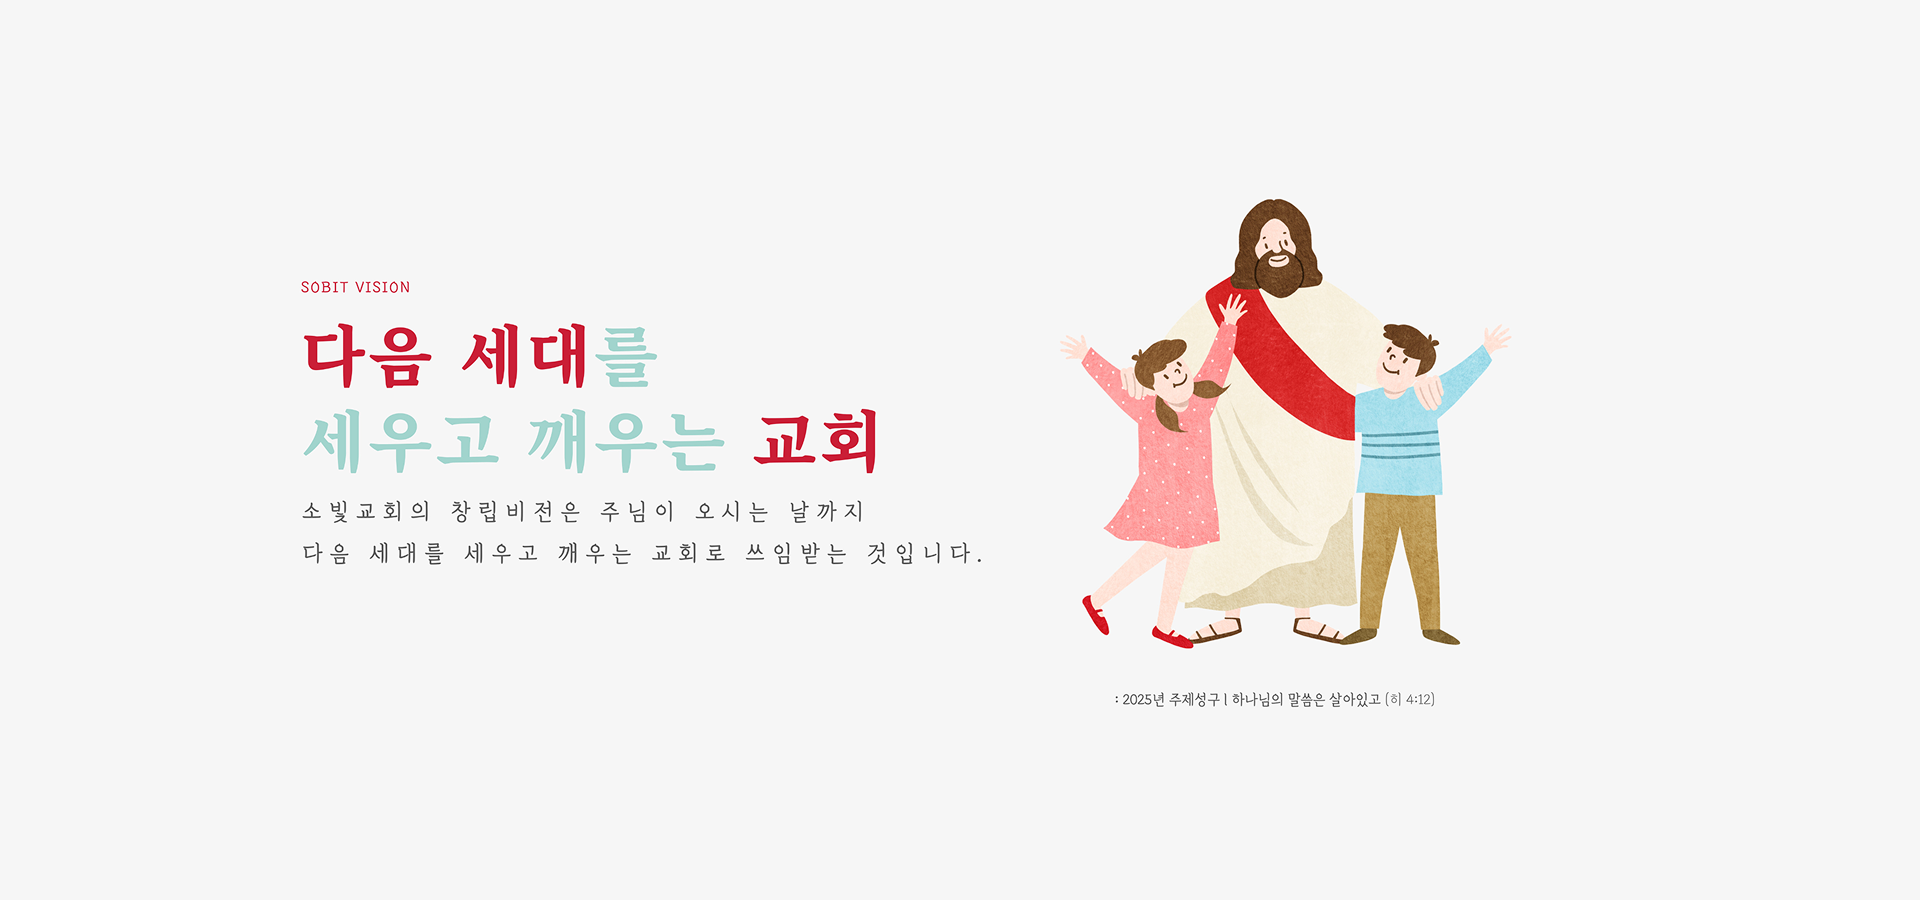 SOBIT VISION
다음 세대를
세우고 깨우는 교회
소빛교회의 창립비전은 주님이 오시는 날까지
다음 세대를 세우고 깨우는 교회로 쓰임받는 것입니다.
: 2025년 주제성구 l 하나님의 말씀은 살아있고 (히 4:12)